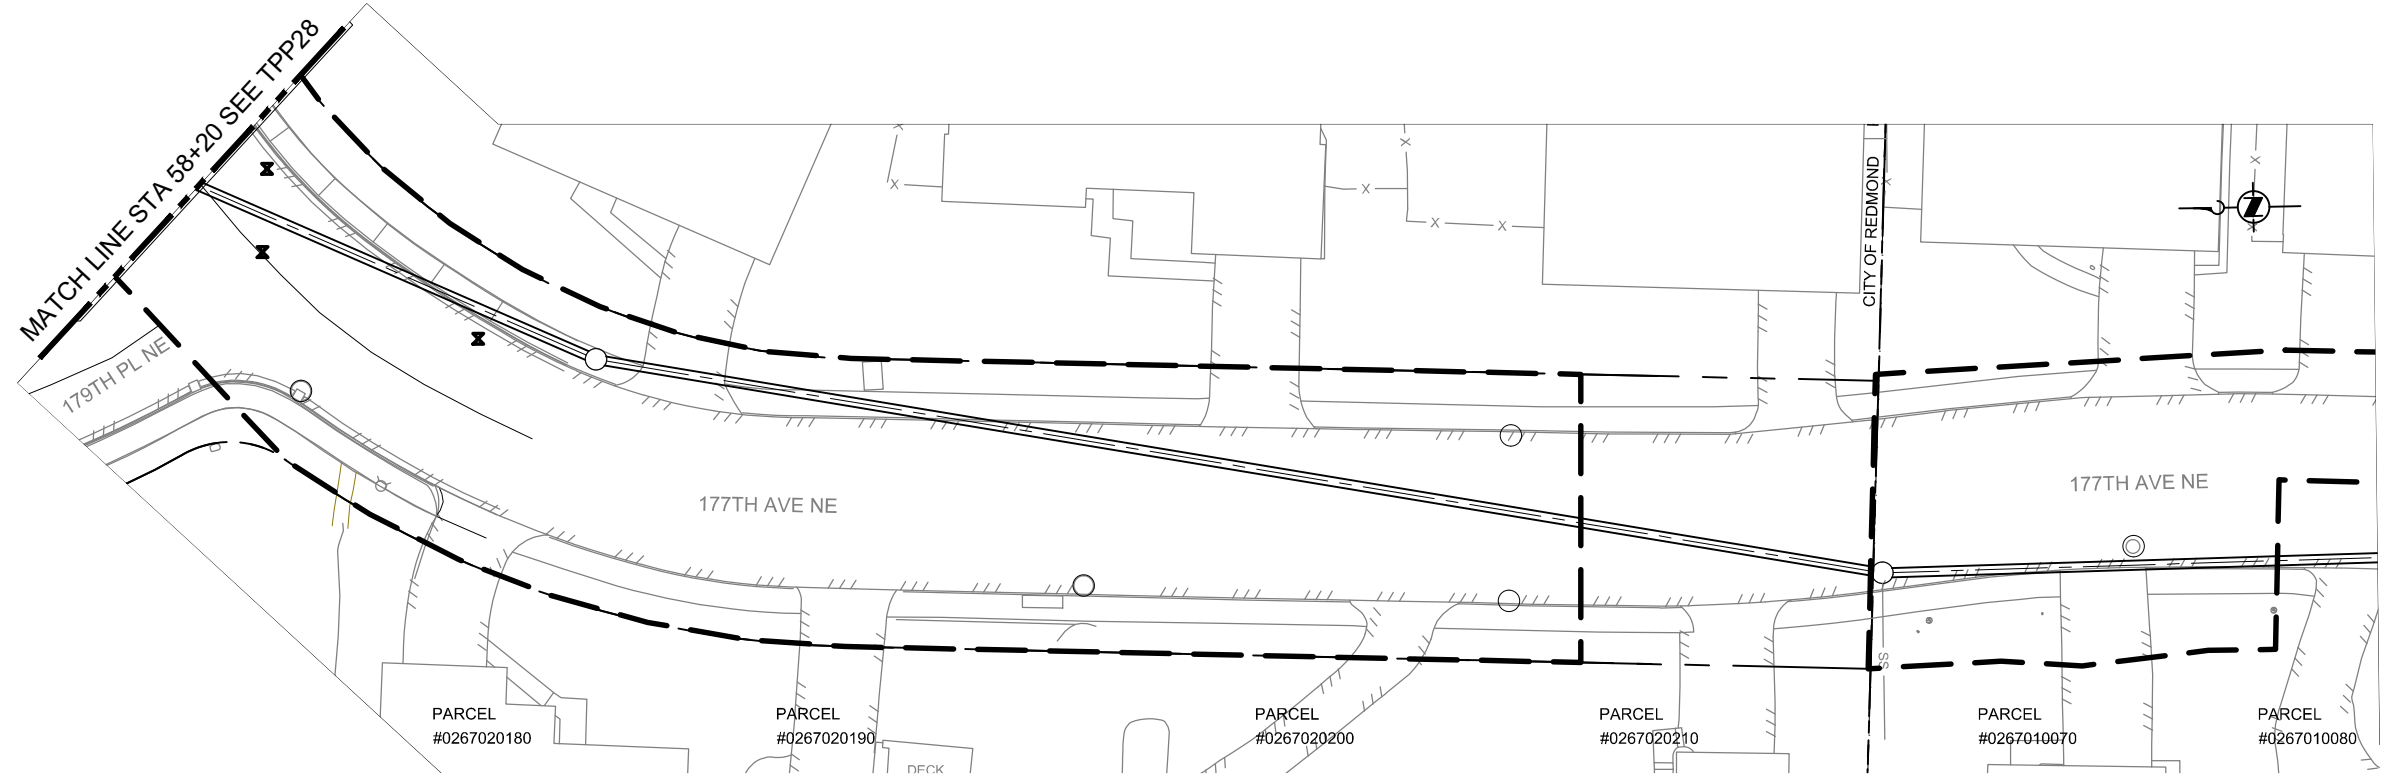 MATCH LINE STA 58+20 SEE TPP28
179TH PL NE
177TH AVE NE
CITY OF REDMOND
177TH AVE NE
X
X
X
X
X
X
X
X
X
SS
PARCEL
#0267020180
PARCEL
#0267020190
PARCEL
#0267020200
PARCEL
#0267020210
PARCEL
#0267010070
PARCEL
#0267010080
DECK